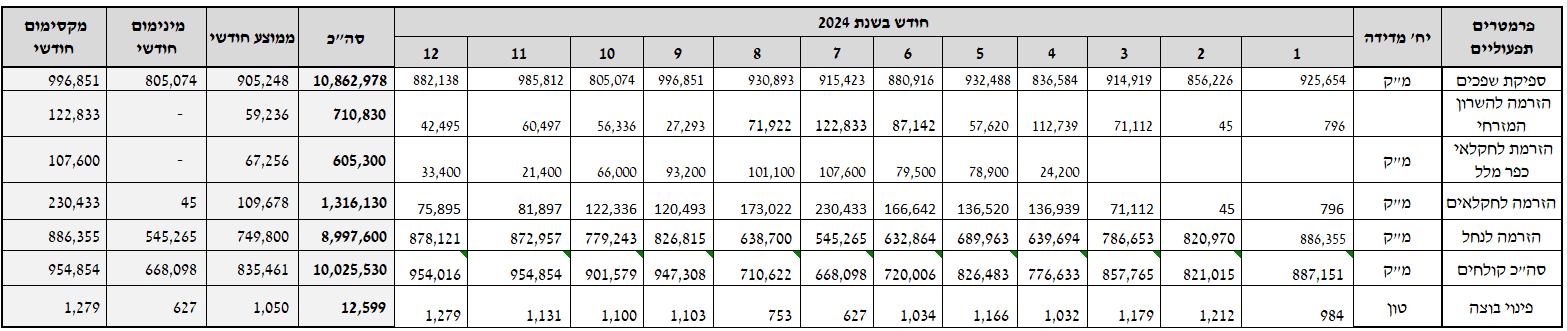 פרמטרים תפעוליים יח' מדידה חודש בשנת 2024 סה"כ ממוצע חודשי מינימום חודשי מקסימום חודשי
1 2 3 4 5 6 7 8 9 10 11 12
ספיקת שפכים מ"ק 925,654 856,226 914,919 836,584 932,488 880,916 915,423 930,893 996,851 805,074 985,812 882,138 10,862,978 905,248 805,074 996,851
הזרמה להשרון המזרחי 796 45 71,112 112,739 57,620 87,142 122,833 71,922 27,293 56,336 60,497 42,495 710,830 59,236 - 122,833
הזרמת לחקלאי כפר מלל מ"ק 24,200 78,900 79,500 107,600 101,100 93,200 66,000 21,400 33,400 605,300 67,256 - 107,600
הזרמה לחקלאים מ"ק 796 45 71,112 136,939 136,520 166,642 230,433 173,022 120,493 122,336 81,897 75,895 1,316,130 109,678 45 230,433
הזרמה לנחל מ"ק 886,355 820,970 786,653 639,694 689,963 632,864 545,265 638,700 826,815 779,243 872,957 878,121 8,997,600 749,800 545,265 886,355
סה"כ קולחים מ"ק 887,151 821,015 857,765 776,633 826,483 720,006 668,098 710,622 947,308 901,579 954,854 954,016 10,025,530 835,461 668,098 954,854
פינוי בוצה טון 984 1,212 1,179 1,032 1,166 1,034 627 753 1,103 1,100 1,131 1,279 12,599 1,050 627 1,279